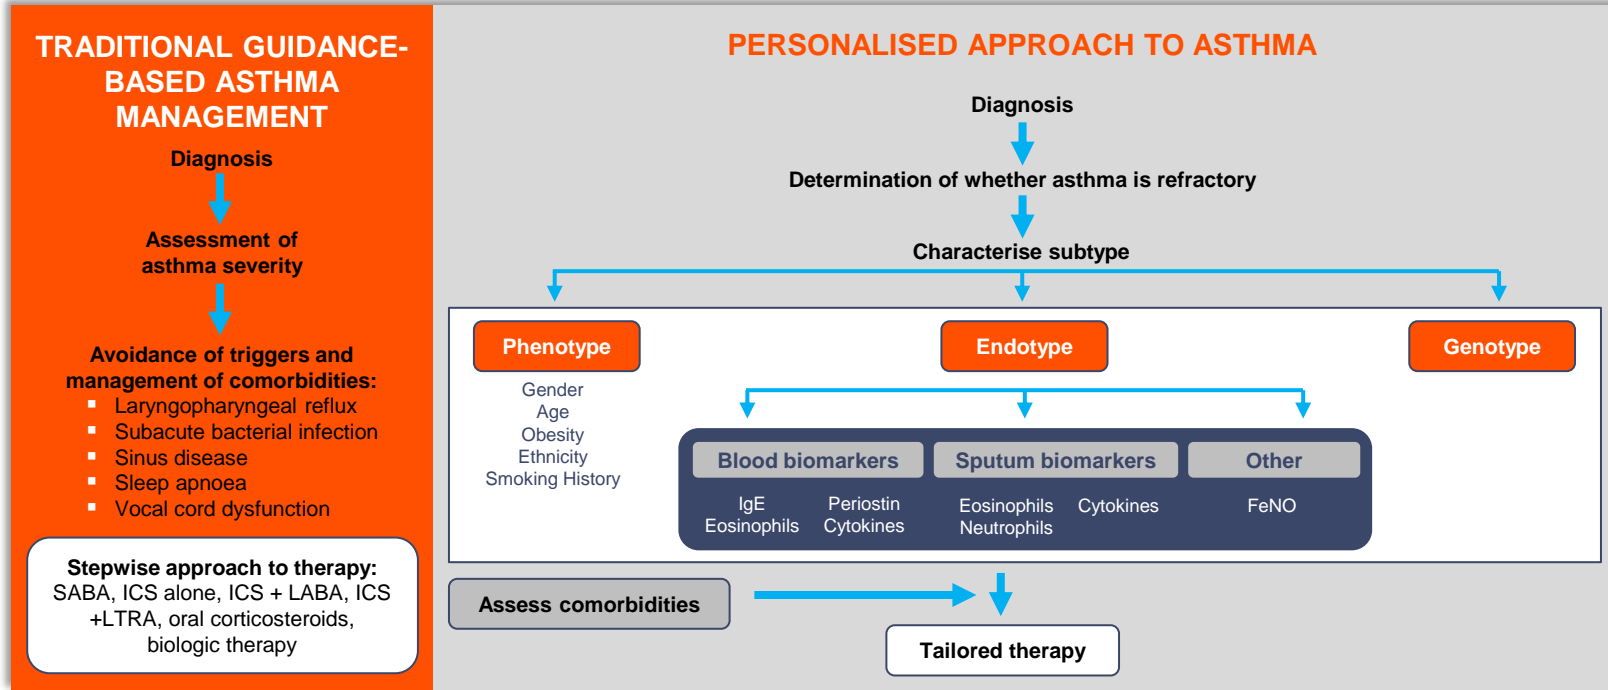 TRADITIONAL GUIDANCE-
BASED ASTHMA
MANAGEMENT
Diagnosis
Assessment of
asthma severity
Avoidance of triggers and
management of comorbidities:
▪ Laryngopharyngeal reflux
▪ Subacute bacterial infection
▪ Sinus disease
▪ Sleep apnoea
▪ Vocal cord dysfunction
Stepwise approach to therapy:
SABA, ICS alone, ICS + LABA, ICS
+LTRA, oral corticosteroids,
biologic therapy
PERSONALISED APPROACH TO ASTHMA
Diagnosis
Determination of whether asthma is refractory
Characterise subtype
Phenotype
Gender
Age
Obesity
Ethnicity
Smoking History
Endotype
Genotype
Blood biomarkers
IgE
Eosinophils
Periostin
Cytokines
Sputum biomarkers
Eosinophils
Neutrophils
Cytokines
Other
FeNO
Assess comorbidities
Tailored therapy